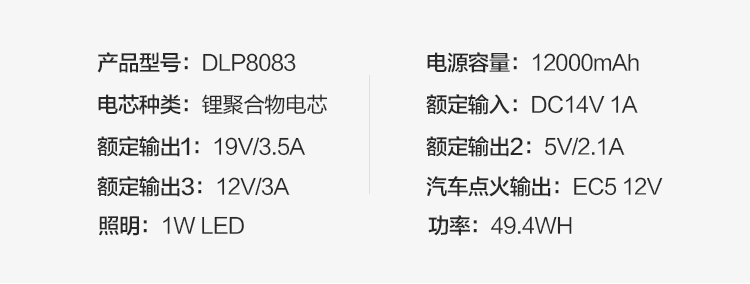 产品型号：DLP8083
电芯种类：锂聚合物电芯
额定输出1：19V/3.5A
额定输出3：12V/3A
照明：1W LED
电源容量：12000mAh
额定输入：DC14V 1A
额定输出2：5V/2.1A
汽车点火输出：EC5 12V
功率：49.4WH